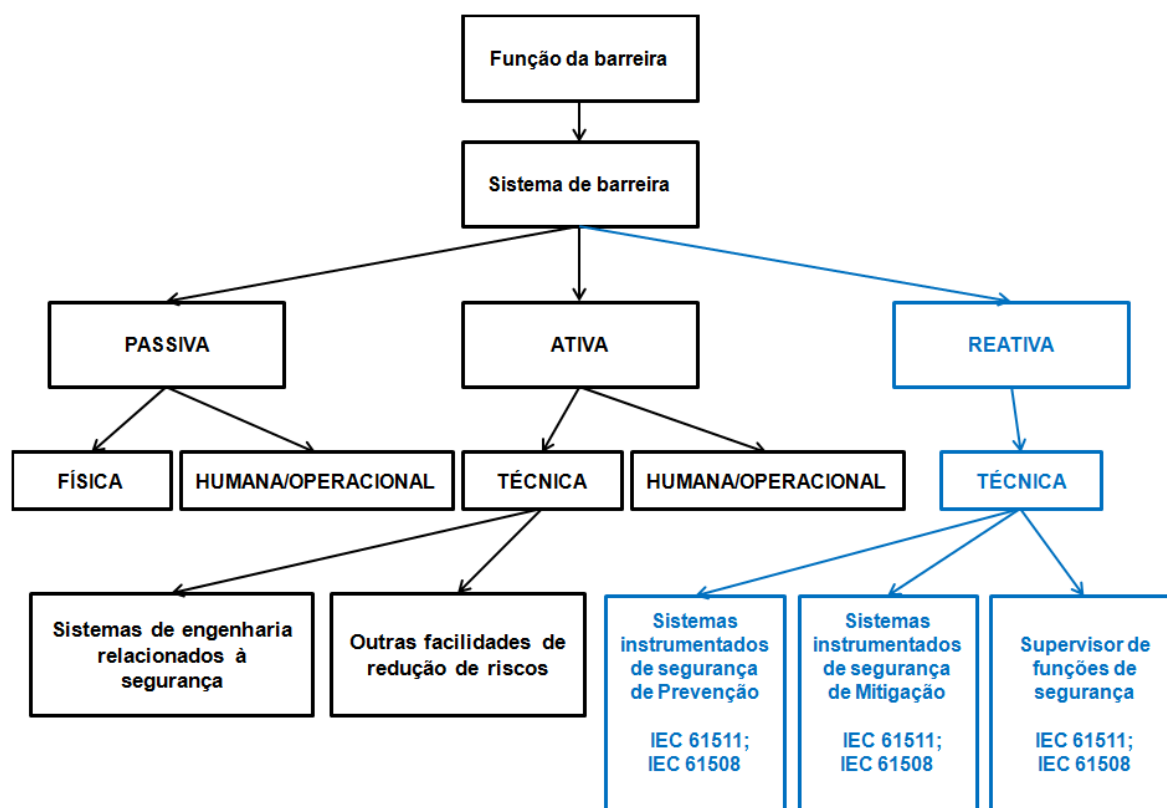 Função da barreira
Sistema de barreira
PASSIVA
ATIVA
REATIVA
FÍSICA
HUMANA/OPERACIONAL
TÉCNICA
HUMANA/OPERACIONAL
TÉCNICA
Sistemas de engenharia
relacionados à
segurança
Outras facilidades de
redução de riscos
Sistemas
instrumentados
de segurança
de Prevenção
IEC 61511;
IEC 61508
Sistemas
instrumentados
de segurança
de Mitigação
IEC 61511;
IEC 61508
Supervisor de
funções de
segurança
IEC 61511;
IEC 61508